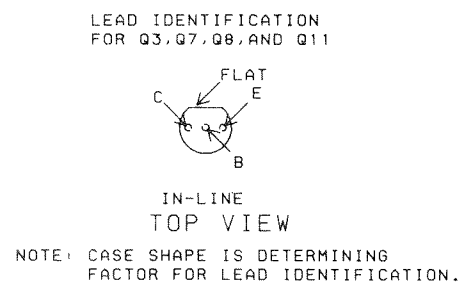 LEAD IDENTIFICATION
FOR Q3,Q7,Q8,AND Q11
FLAT
C
E
B
IN-LINE
TOP VIEW
NOTE: CASE SHAPE IS DETERMINING
FACTOR FOR LEAD IDENTIFICATION.